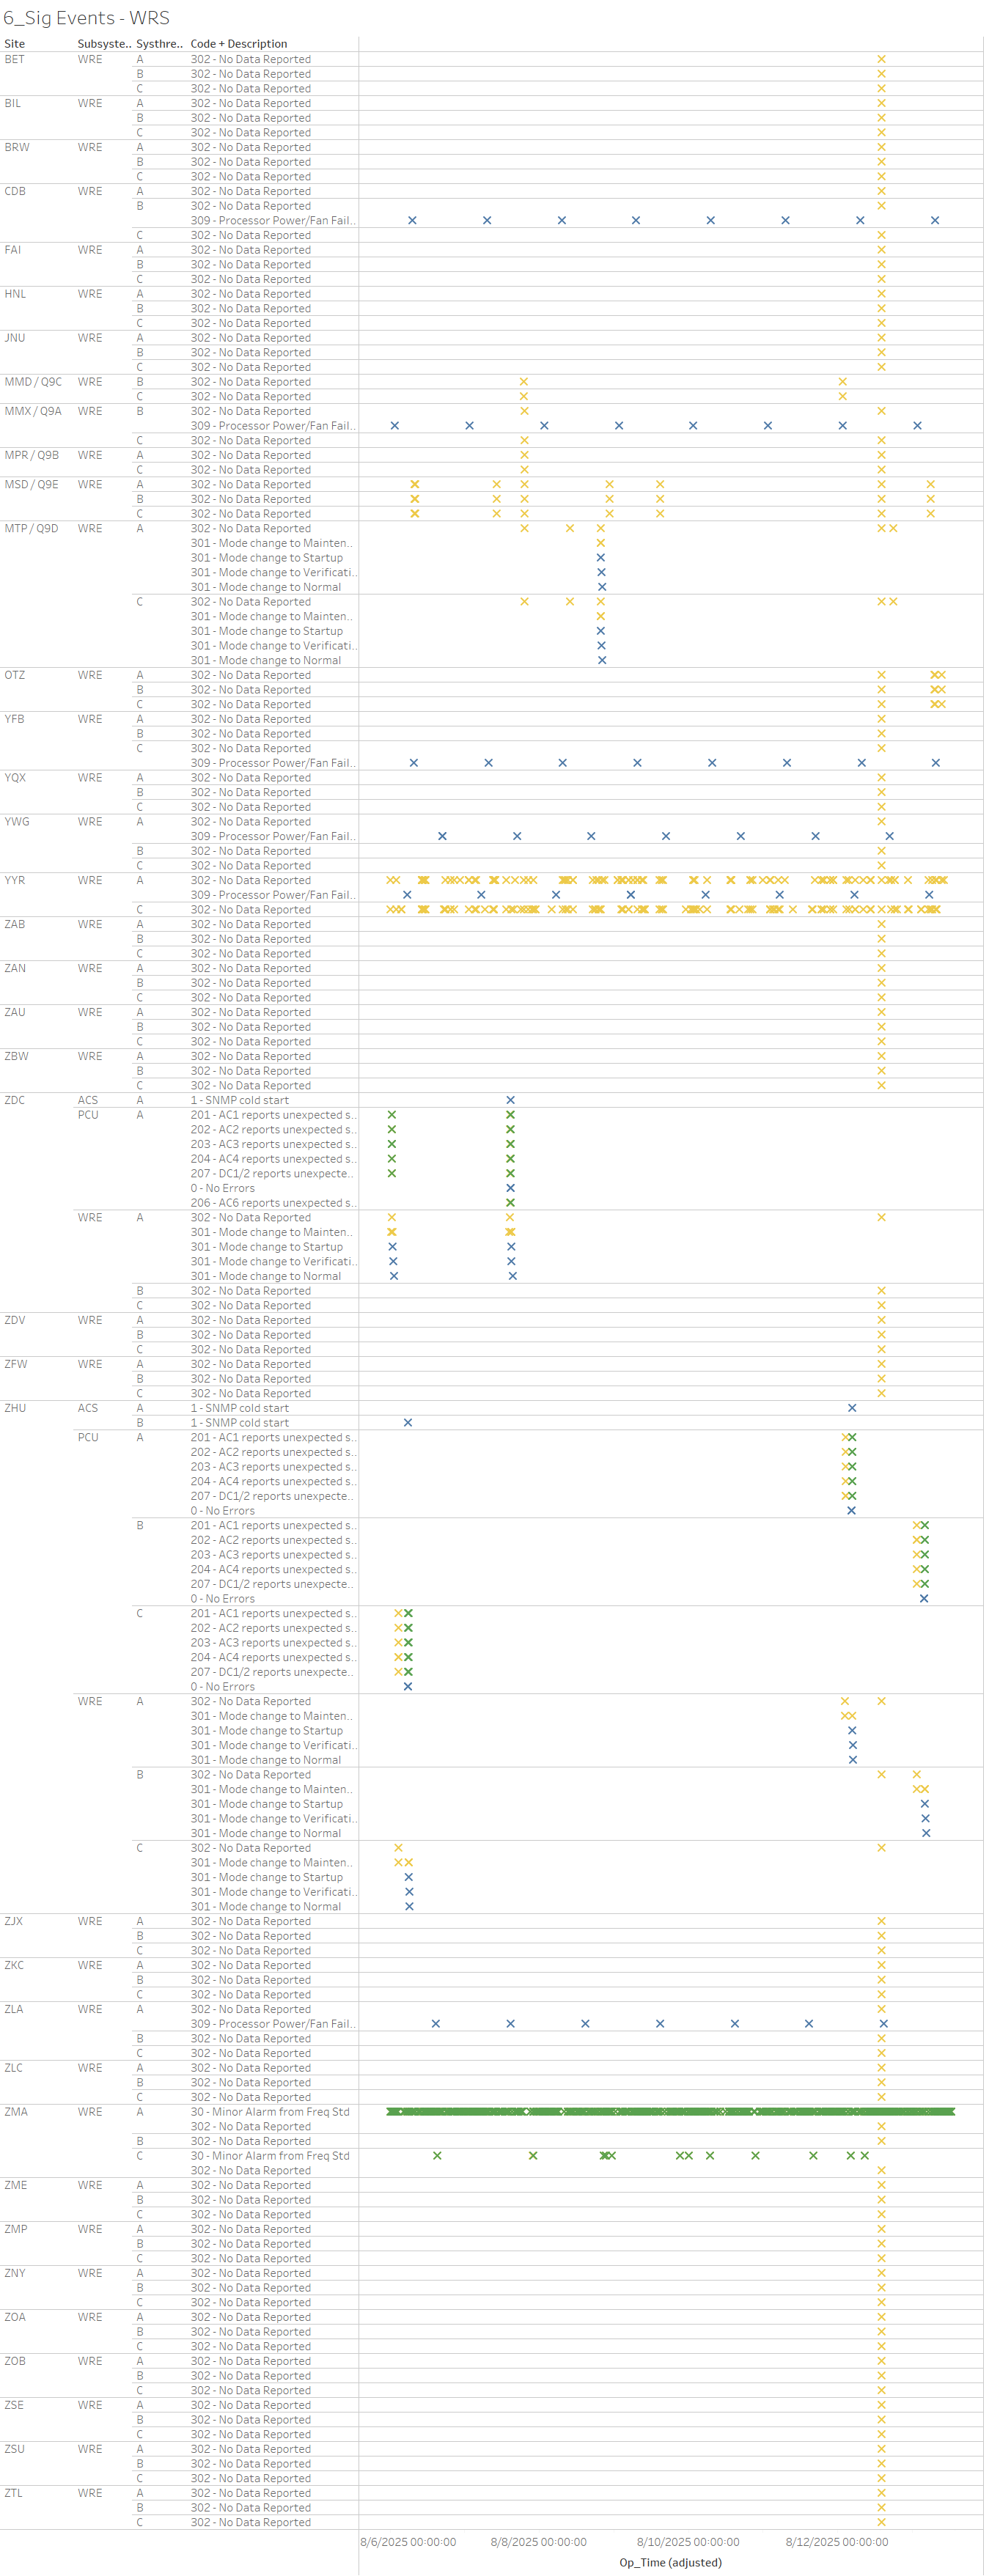 6_Sig Events - WRS
Site Subsyste.. Systhre.. Code + Description
BET WRE A 302 - No Data Reported
B 302 - No Data Reported
C 302 - No Data Reported
BIL WRE A 302 - No Data Reported
B 302 - No Data Reported
C 302 - No Data Reported
BRW WRE A 302 - No Data Reported
B 302 - No Data Reported
C 302 - No Data Reported
CDB WRE A 302 - No Data Reported
B 302 - No Data Reported
309 - Processor Power/Fan Fail..
C 302 - No Data Reported
FAI WRE A 302 - No Data Reported
B 302 - No Data Reported
C 302 - No Data Reported
HNL WRE A 302 - No Data Reported
B 302 - No Data Reported
C 302 - No Data Reported
JNU WRE A 302 - No Data Reported
B 302 - No Data Reported
C 302 - No Data Reported
MMD / Q9C WRE B 302 - No Data Reported
C 302 - No Data Reported
MMX / Q9A WRE B 302 - No Data Reported
309 - Processor Power/Fan Fail..
C 302 - No Data Reported
MPR / Q9B WRE A 302 - No Data Reported
C 302 - No Data Reported
MSD / Q9E WRE A 302 - No Data Reported
B 302 - No Data Reported
C 302 - No Data Reported
MTP / Q9D WRE A 302 - No Data Reported
301 - Mode change to Mainten..
301 - Mode change to Startup
301 - Mode change to Verificati..
301 - Mode change to Normal
C 302 - No Data Reported
301 - Mode change to Mainten..
301 - Mode change to Startup
301 - Mode change to Verificati..
301 - Mode change to Normal
OTZ WRE A 302 - No Data Reported
B 302 - No Data Reported
C 302 - No Data Reported
YFB WRE A 302 - No Data Reported
B 302 - No Data Reported
C 302 - No Data Reported
309 - Processor Power/Fan Fail..
YQX WRE A 302 - No Data Reported
B 302 - No Data Reported
C 302 - No Data Reported
YWG WRE A 302 - No Data Reported
309 - Processor Power/Fan Fail..
B 302 - No Data Reported
C 302 - No Data Reported
YYR WRE A 302 - No Data Reported
309 - Processor Power/Fan Fail..
C 302 - No Data Reported
ZAB WRE A 302 - No Data Reported
B 302 - No Data Reported
C 302 - No Data Reported
ZAN WRE A 302 - No Data Reported
B 302 - No Data Reported
C 302 - No Data Reported
ZAU WRE A 302 - No Data Reported
B 302 - No Data Reported
C 302 - No Data Reported
ZBW WRE A 302 - No Data Reported
B 302 - No Data Reported
C 302 - No Data Reported
ZDC ACS A 1 - SNMP cold start
PCU A 201 - AC1 reports unexpected s..
202 - AC2 reports unexpected s..
203 - AC3 reports unexpected s..
204 - AC4 reports unexpected s..
207 - DC1/2 reports unexpecte..
0 - No Errors
206 - AC6 reports unexpected s..
WRE A 302 - No Data Reported
301 - Mode change to Mainten..
301 - Mode change to Startup
301 - Mode change to Verificati..
301 - Mode change to Normal
B 302 - No Data Reported
C 302 - No Data Reported
ZDV WRE A 302 - No Data Reported
B 302 - No Data Reported
C 302 - No Data Reported
ZFW WRE A 302 - No Data Reported
B 302 - No Data Reported
C 302 - No Data Reported
ZHU ACS A 1 - SNMP cold start
B 1 - SNMP cold start
PCU A 201 - AC1 reports unexpected s..
202 - AC2 reports unexpected s..
203 - AC3 reports unexpected s..
204 - AC4 reports unexpected s..
207 - DC1/2 reports unexpecte..
0 - No Errors
B 201 - AC1 reports unexpected s..
202 - AC2 reports unexpected s..
203 - AC3 reports unexpected s..
204 - AC4 reports unexpected s..
207 - DC1/2 reports unexpecte..
0 - No Errors
C 201 - AC1 reports unexpected s..
202 - AC2 reports unexpected s..
203 - AC3 reports unexpected s..
204 - AC4 reports unexpected s..
207 - DC1/2 reports unexpecte..
0 - No Errors
WRE A 302 - No Data Reported
301 - Mode change to Mainten..
301 - Mode change to Startup
301 - Mode change to Verificati..
301 - Mode change to Normal
B 302 - No Data Reported
301 - Mode change to Mainten..
301 - Mode change to Startup
301 - Mode change to Verificati..
301 - Mode change to Normal
C 302 - No Data Reported
301 - Mode change to Mainten..
301 - Mode change to Startup
301 - Mode change to Verificati..
301 - Mode change to Normal
ZJX WRE A 302 - No Data Reported
B 302 - No Data Reported
C 302 - No Data Reported
ZKC WRE A 302 - No Data Reported
B 302 - No Data Reported
C 302 - No Data Reported
ZLA WRE A 302 - No Data Reported
309 - Processor Power/Fan Fail..
B 302 - No Data Reported
C 302 - No Data Reported
ZLC WRE A 302 - No Data Reported
B 302 - No Data Reported
C 302 - No Data Reported
ZMA WRE A 30 - Minor Alarm from Freq Std
302 - No Data Reported
B 302 - No Data Reported
C 30 - Minor Alarm from Freq Std
302 - No Data Reported
ZME WRE A 302 - No Data Reported
B 302 - No Data Reported
C 302 - No Data Reported
ZMP WRE A 302 - No Data Reported
B 302 - No Data Reported
C 302 - No Data Reported
ZNY WRE A 302 - No Data Reported
B 302 - No Data Reported
C 302 - No Data Reported
ZOA WRE A 302 - No Data Reported
B 302 - No Data Reported
C 302 - No Data Reported
ZOB WRE A 302 - No Data Reported
B 302 - No Data Reported
C 302 - No Data Reported
ZSE WRE A 302 - No Data Reported
B 302 - No Data Reported
C 302 - No Data Reported
ZSU WRE A 302 - No Data Reported
B 302 - No Data Reported
C 302 - No Data Reported
ZTL WRE A 302 - No Data Reported
B 302 - No Data Reported
C 302 - No Data Reported
8/6/2025 00:00:00 8/8/2025 00:00:00 8/10/2025 00:00:00 8/12/2025 00:00:00
Op_Time (adjusted)